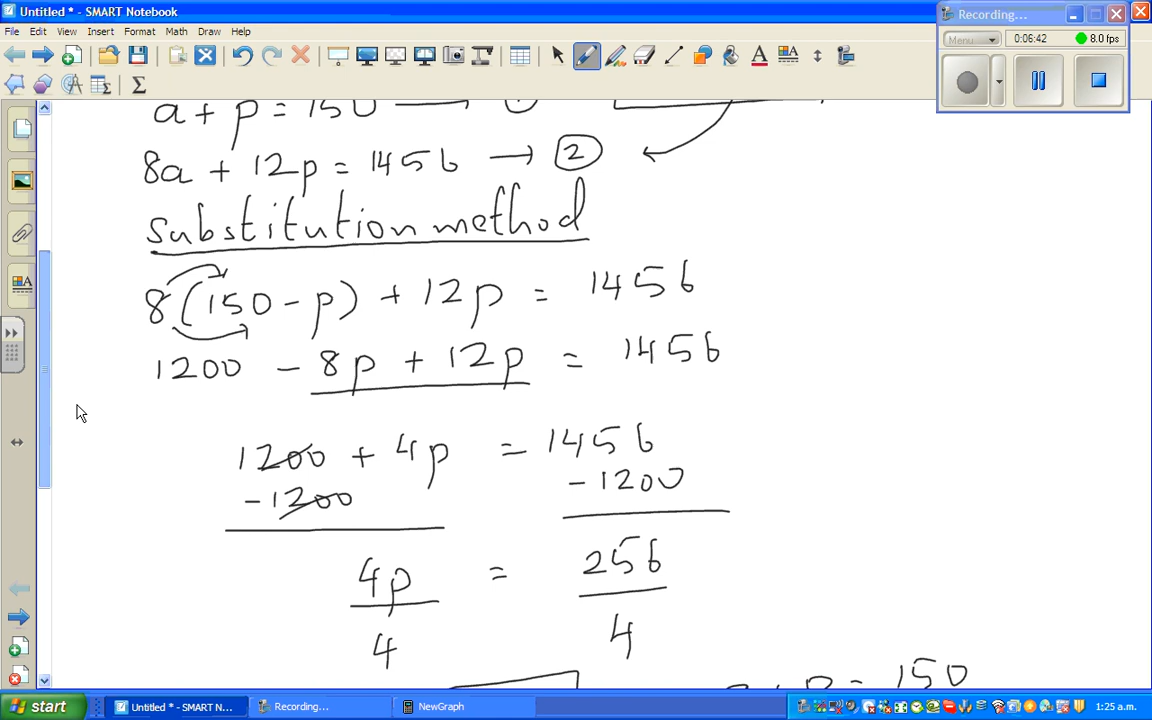 Untitled * - SMART Notebook
File Edit View Insert Format Math Draw Help
Recording...
Menu
0:06:42
8.0 fps
a + p = 150
8a + 12p = 1456 → 2
Substitution method
8(150 - p) + 12p = 1456
1200 - 8p + 12p = 1456
1200 + 4p = 1456
-1200 -1200
4p = 256
4 4
p = 150
start
Untitled * - SMART N...
Recording...
NewGraph
1:25 a.m.